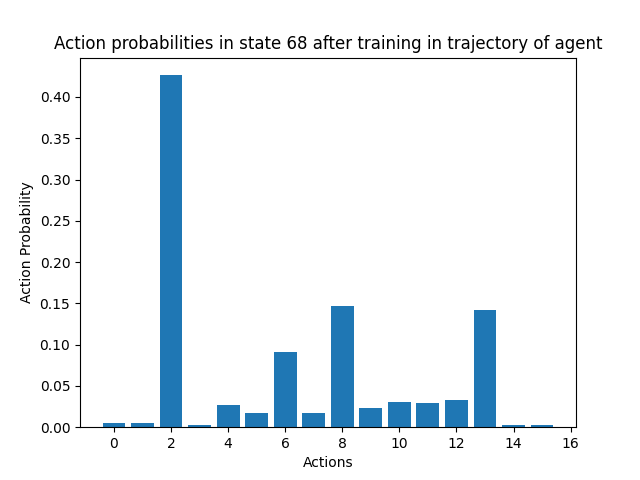 Action probabilities in state 68 after training in trajectory of agent
0.40
0.35
0.30
0.25
0.20
0.15
0.10
0.05
0.00
Action Probability
0 2 4 6 8 10 12 14 16
Actions